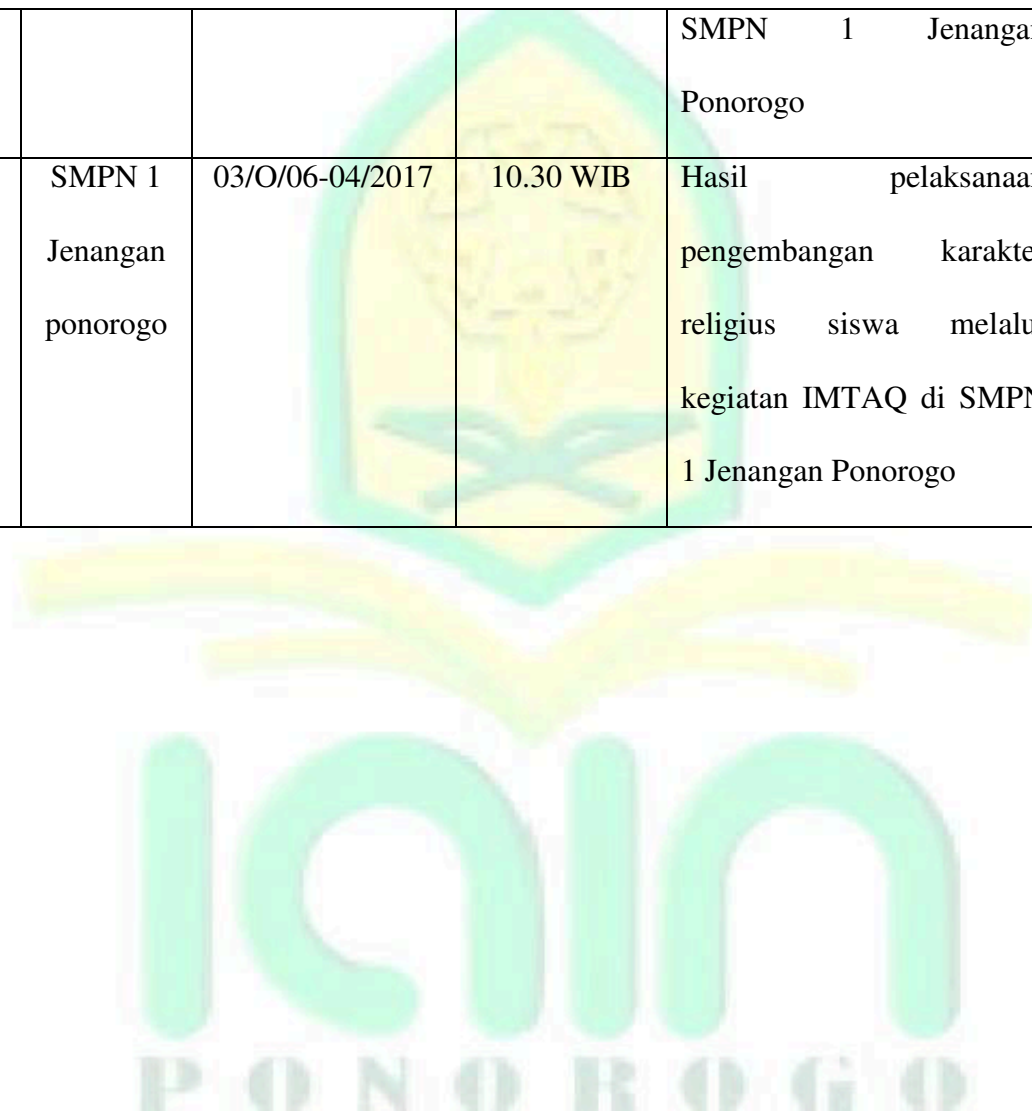 SMPN 1 Jenangan
Ponorogo
SMPN 1 03/O/06-04/2017 10.30 WIB Hasil pelaksanaan
Jenangan pengembangan karakter
ponorogo religius siswa melalui
kegiatan IMTAQ di SMPN
1 Jenangan Ponorogo
iain
PONOROGO